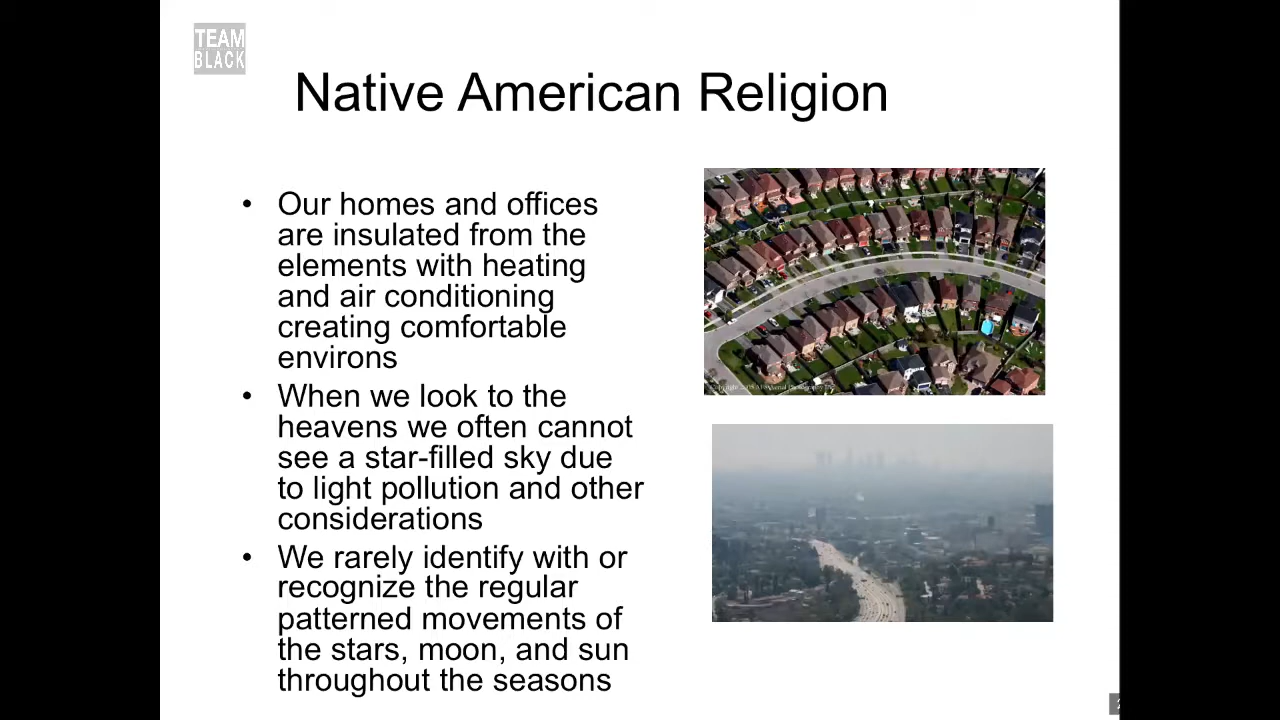 TEAM
BLACK
Native American Religion
• Our homes and offices
are insulated from the
elements with heating
and air conditioning
creating comfortable
environs
• When we look to the
heavens we often cannot
see a star-filled sky due
to light pollution and other
considerations
• We rarely identify with or
recognize the regular
patterned movements of
the stars, moon, and sun
throughout the seasons